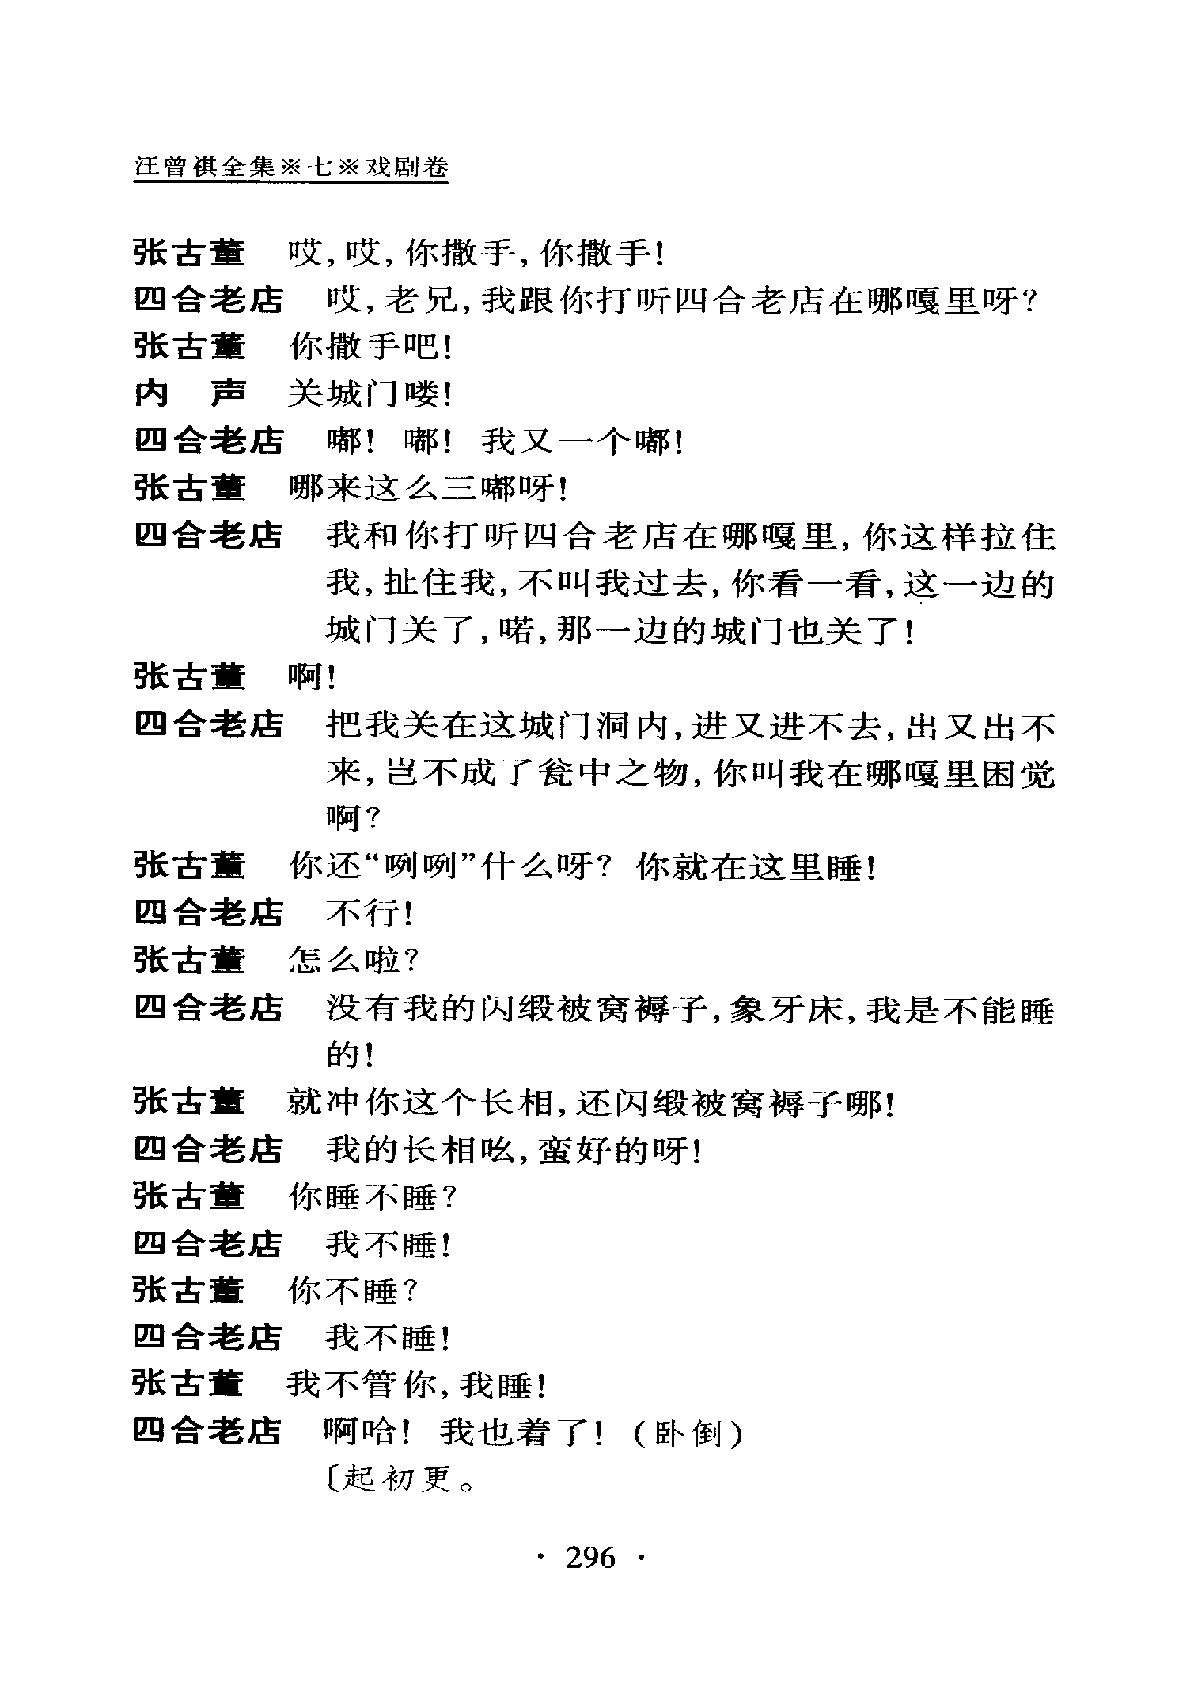 汪曾祺全集※七※戏剧卷
张古董　哎,哎,你撒手,你撒手!
四合老店　哎,老兄,我跟你打听四合老店在哪嘎里呀?
张古董　你撒手吧!
内　声　关城门喽!
四合老店　嘟! 嘟! 我又一个嘟!
张古董　哪来这么三嘟呀!
四合老店　我和你打听四合老店在哪嘎里,你这样拉住
我,扯住我,不叫我过去,你看一看,这一边的
城门关了,喏,那一边的城门也关了!
张古董　啊!
四合老店　把我关在这城门洞内,进又进不去,出又出不
来,岂不成了瓮中之物,你叫我在哪嘎里困觉
啊?
张古董　你还“咧咧”什么呀? 你就在这里睡!
四合老店　不行!
张古董　怎么啦?
四合老店　没有我的闪缎被窝褥子,象牙床,我是不能睡
的!
张古董　就冲你这个长相,还闪缎被窝褥子哪!
四合老店　我的长相吆,蛮好的呀!
张古董　你睡不睡?
四合老店　我不睡!
张古董　你不睡?
四合老店　我不睡!
张古董　我不管你,我睡!
四合老店　啊哈! 我也着了! (卧倒)
〔起初更。
· 296 ·